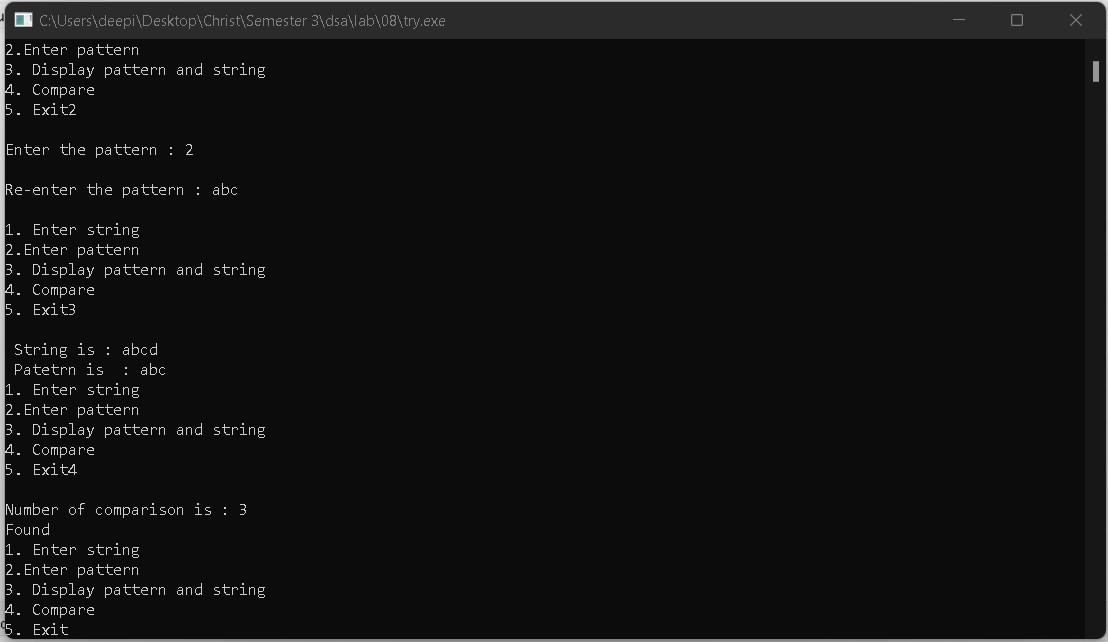 C:\Users\deepi\Desktop\Christ\Semester 3\dsa\lab\08\try.exe
2.Enter pattern
3. Display pattern and string
4. Compare
5. Exit2
Enter the pattern : 2
Re-enter the pattern : abc
1. Enter string
2.Enter pattern
3. Display pattern and string
4. Compare
5. Exit3
String is : abcd
Patetrn is  : abc
1. Enter string
2.Enter pattern
3. Display pattern and string
4. Compare
5. Exit4
Number of comparison is : 3
Found
1. Enter string
2.Enter pattern
3. Display pattern and string
4. Compare
5. Exit